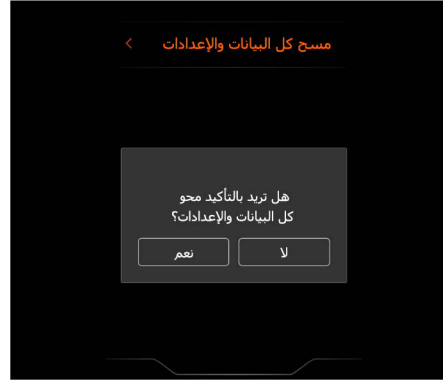 مسح كل البيانات والإعدادات
هل تريد بالتأكيد محو
كل البيانات والإعدادات؟
لا
نعم